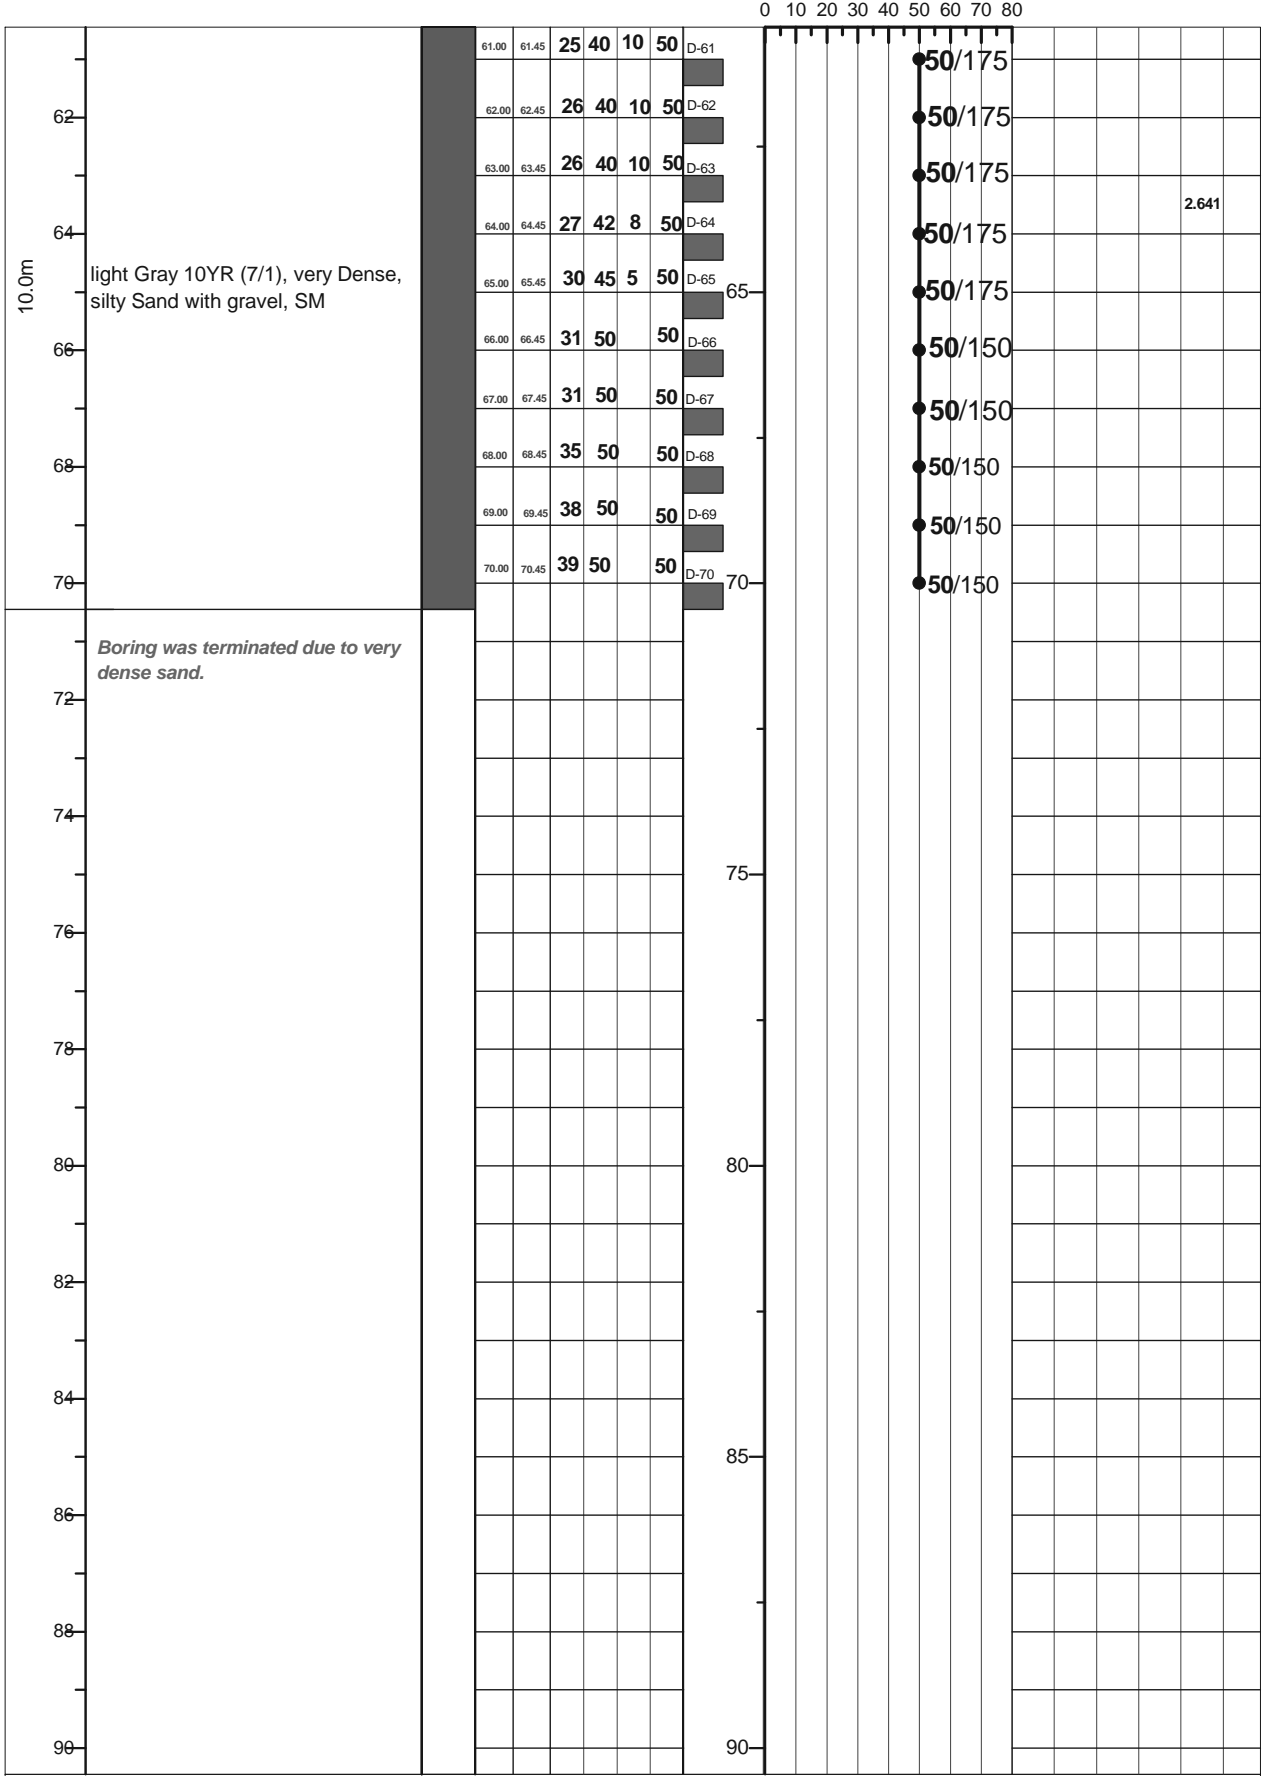 0 10 20 30 40 50 60 70 80
61.00 61.45 25 40 10 50 D-61
50/175
62
62.00 62.45 26 40 10 50 D-62
50/175
63.00 63.45 26 40 10 50 D-63
50/175
2.641
64
64.00 64.45 27 42 8 50 D-64
50/175
10.0m
light Gray 10YR (7/1), very Dense,
silty Sand with gravel, SM
65.00 65.45 30 45 5 50 D-65
65
50/175
66
66.00 66.45 31 50 50 D-66
50/150
67.00 67.45 31 50 50 D-67
50/150
68
68.00 68.45 35 50 50 D-68
50/150
69.00 69.45 38 50 50 D-69
50/150
70
70.00 70.45 39 50 50 D-70
70
50/150
Boring was terminated due to very
dense sand.
72
74
75
76
78
80
80
82
84
85
86
88
90
90